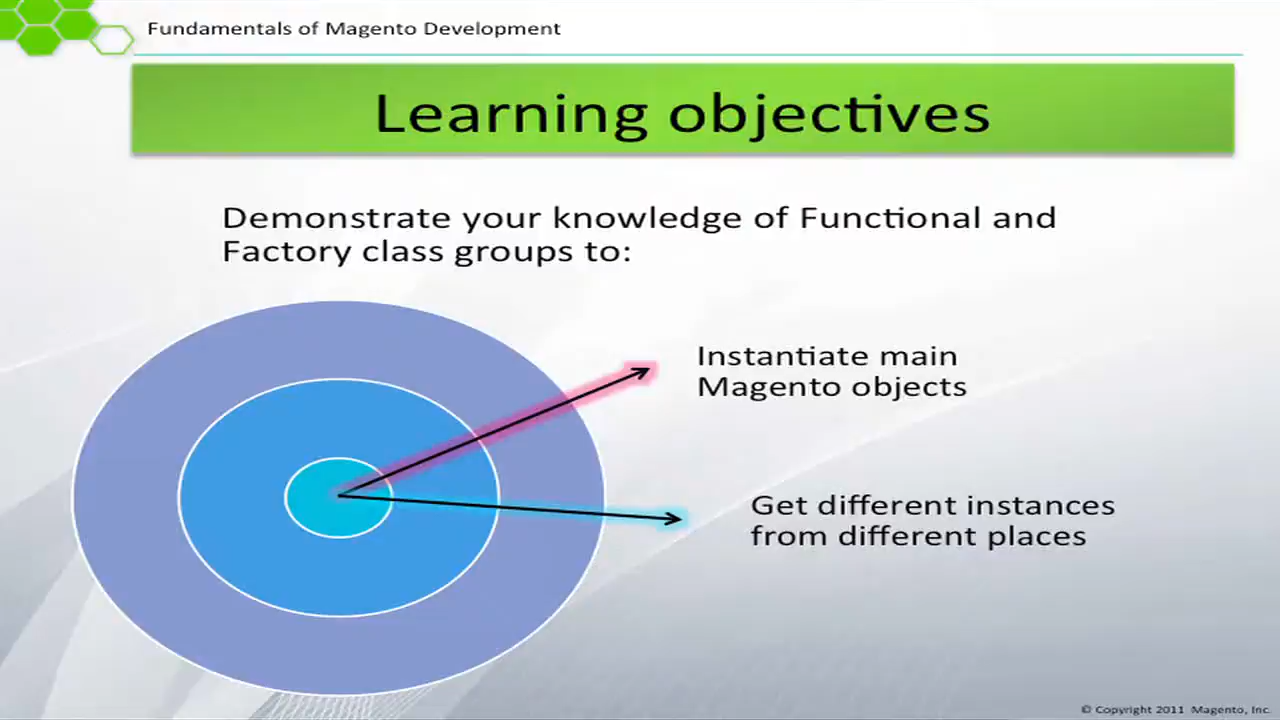 Fundamentals of Magento Development
Learning objectives
Demonstrate your knowledge of Functional and
Factory class groups to:
Instantiate main
Magento objects
Get different instances
from different places
© Copyright 2011 Magento, Inc.